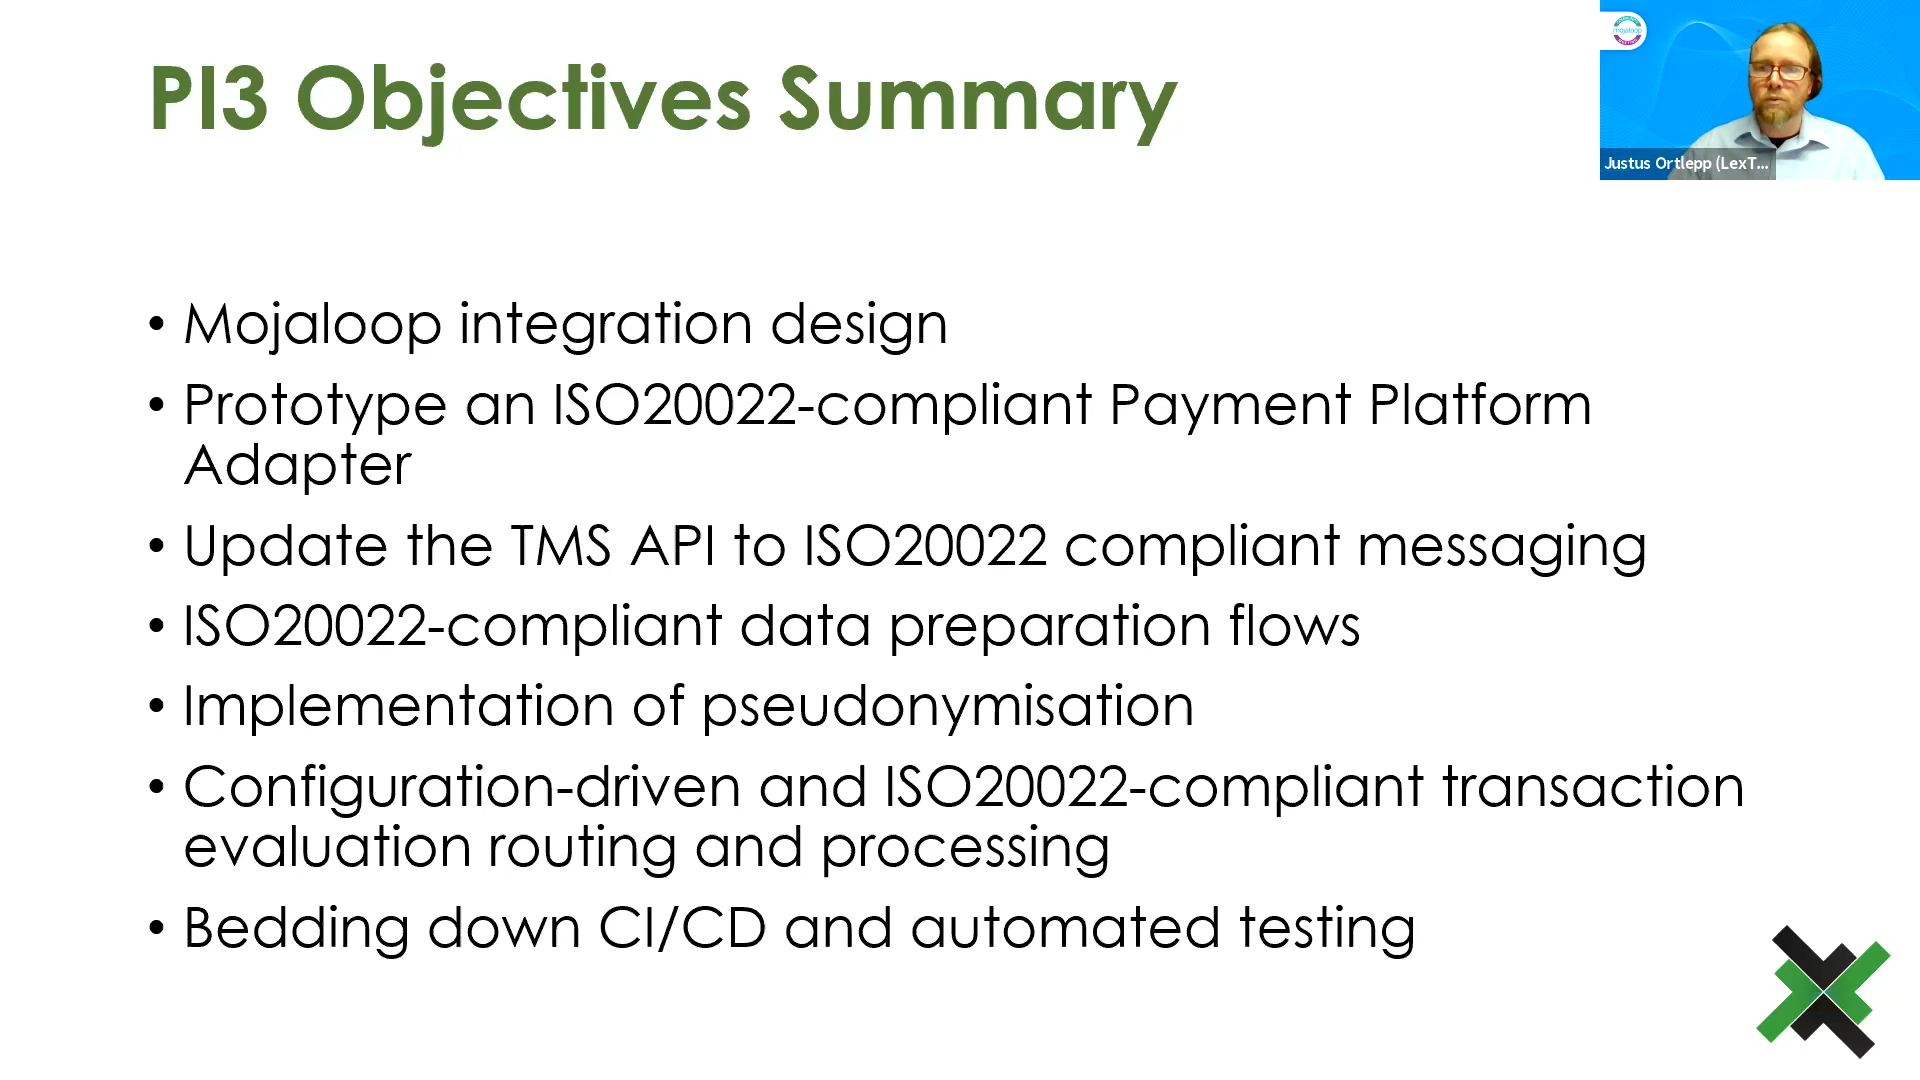 PI3 Objectives Summary
mojaloop
Justus Ortlepp (LexT...
• Mojaloop integration design
• Prototype an ISO20022-compliant Payment Platform
Adapter
• Update the TMS API to ISO20022 compliant messaging
• ISO20022-compliant data preparation flows
• Implementation of pseudonymisation
• Configuration-driven and ISO20022-compliant transaction
evaluation routing and processing
• Bedding down CI/CD and automated testing